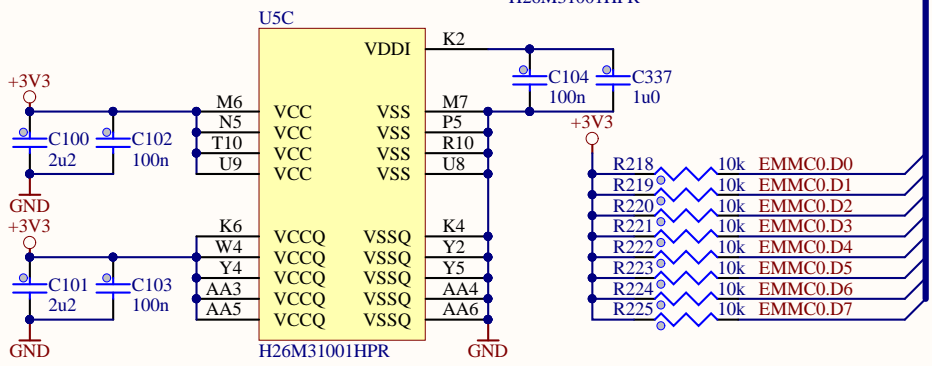 H28M31001HPR
U5C
VDDI K2
C104 100n
C337 1u0
+3V3
C100 2u2
C102 100n
M6 VCC VSS M7
N5 VCC VSS P5
T10 VCC VSS R10
U9 VCC VSS U8
GND
+3V3
R218 10k EMMC0.D0
R219 10k EMMC0.D1
R220 10k EMMC0.D2
R221 10k EMMC0.D3
R222 10k EMMC0.D4
R223 10k EMMC0.D5
R224 10k EMMC0.D6
R225 10k EMMC0.D7
+3V3
C101 2u2
C103 100n
K6 VCCQ VSSQ K4
W4 VCCQ VSSQ Y2
Y4 VCCQ VSSQ Y5
AA3 VCCQ VSSQ AA4
AA5 VCCQ VSSQ AA6
GND
GND
H26M31001HPR